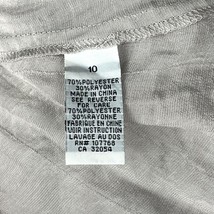 10
70%POLYESTER
30%RAYON
MADE IN CHINA
SEE REVERSE
FOR CARE
70%POLYESTER
30%RAYONNE
FABRIQUE EN CHINE
VOIR INSTRUCTION
LAVAGE AU DOS
RN# 107768
CA 32054